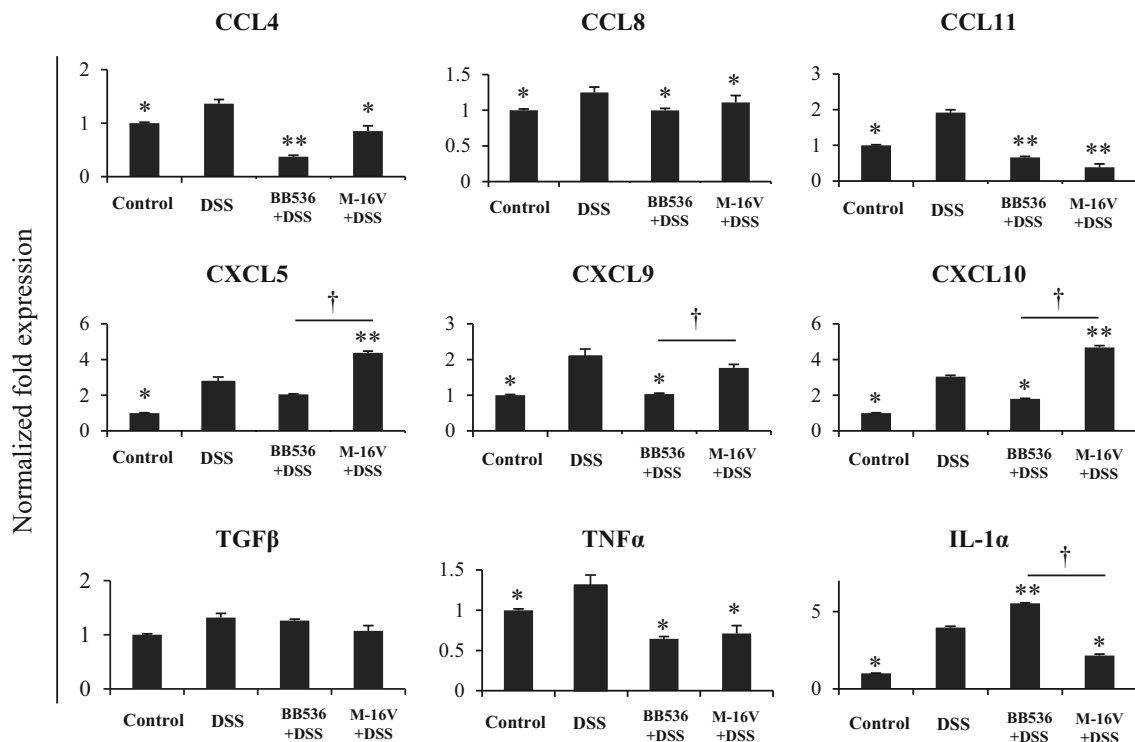 CCL4 CCL8 CCL11
2 1.5 3
* * * * * * ** **
1 ** 1 2
0.5 1
0 0 0
Control DSS BB536 M-16V Control DSS BB536 M-16V Control DSS BB536 M-16V
+DSS +DSS +DSS +DSS +DSS +DSS
Normalized fold expression
CXCL5 CXCL9 CXCL10
† † †
6 ** 3 6 **
4 2 4
* 2 * 1 * 2 * *
0 0 0
Control DSS BB536 M-16V Control DSS BB536 M-16V Control DSS BB536 M-16V
+DSS +DSS +DSS +DSS +DSS +DSS
TGFβ TNFα IL-1α
2 1.5 †
* * * ** *
1 1 5 *
0.5
0 0 0
Control DSS BB536 M-16V Control DSS BB536 M-16V Control DSS BB536 M-16V
+DSS +DSS +DSS +DSS +DSS +DSS